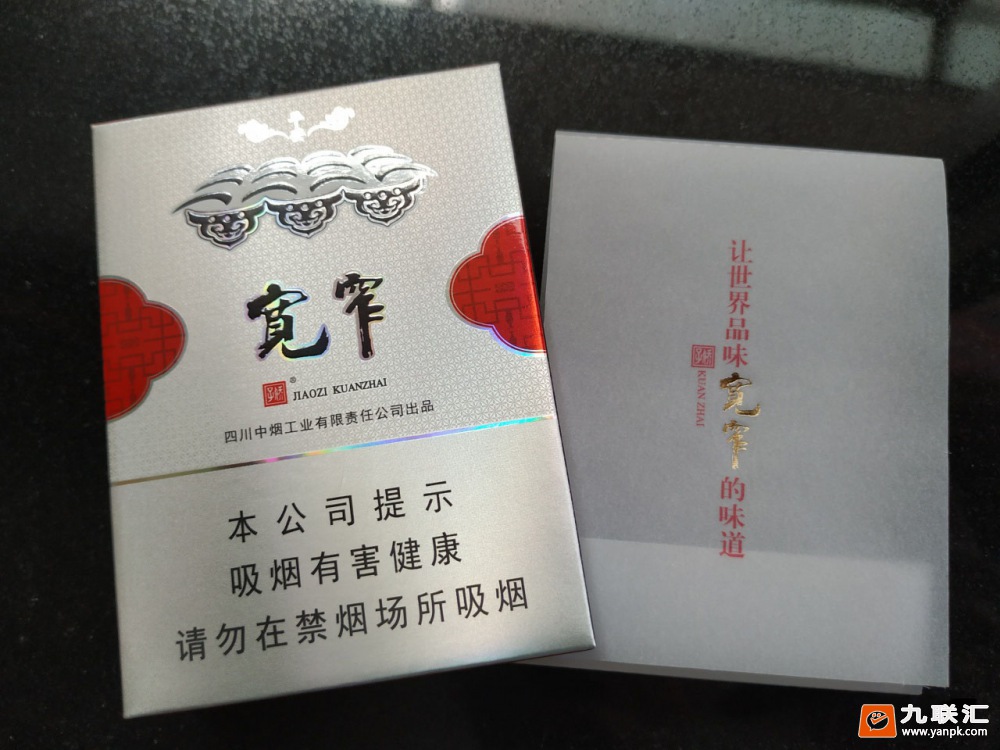 宽窄
®
JIAOZI KUANZHAI
四川中烟工业有限责任公司出品
本公司提示
吸烟有害健康
请勿在禁烟场所吸烟
让世界品味宽窄的味道
KUAN ZHAI
九联汇
www.yanpk.com